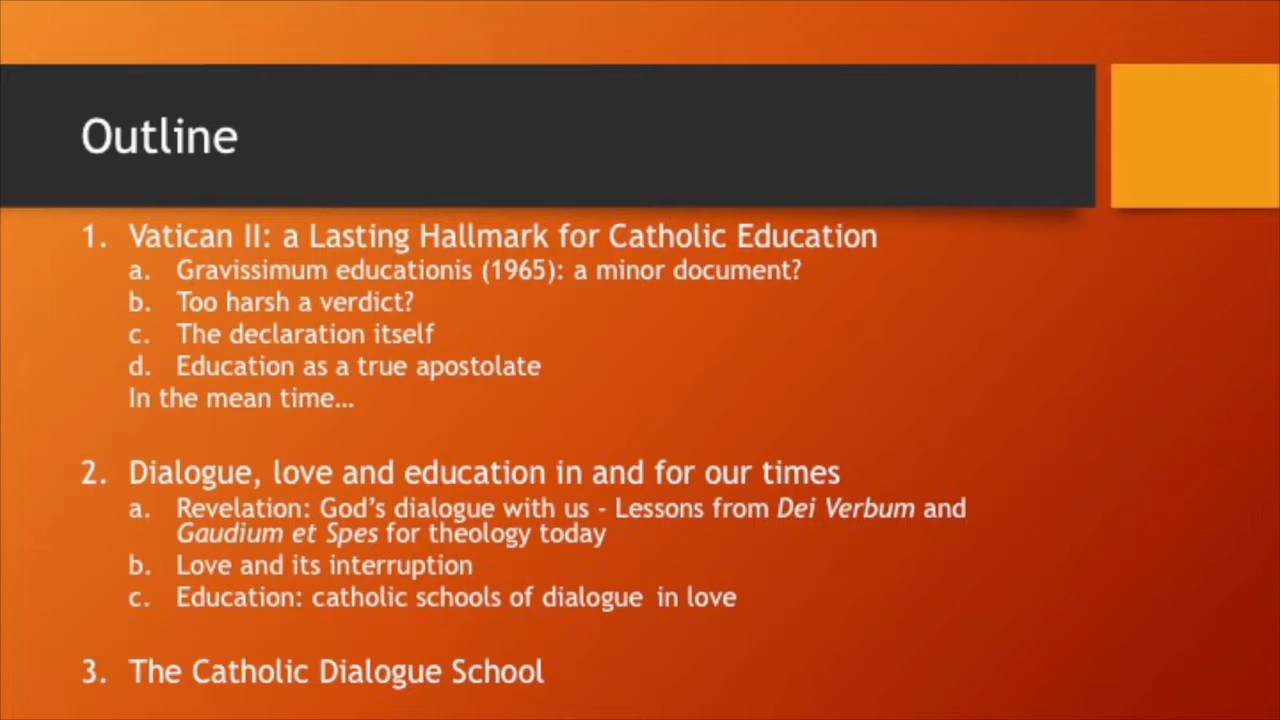 Outline
1. Vatican II: a Lasting Hallmark for Catholic Education
a. Gravissimum educationis (1965): a minor document?
b. Too harsh a verdict?
c. The declaration itself
d. Education as a true apostolate
In the mean time…
2. Dialogue, love and education in and for our times
a. Revelation: God’s dialogue with us - Lessons from Dei Verbum and
Gaudium et Spes for theology today
b. Love and its interruption
c. Education: catholic schools of dialogue in love
3. The Catholic Dialogue School